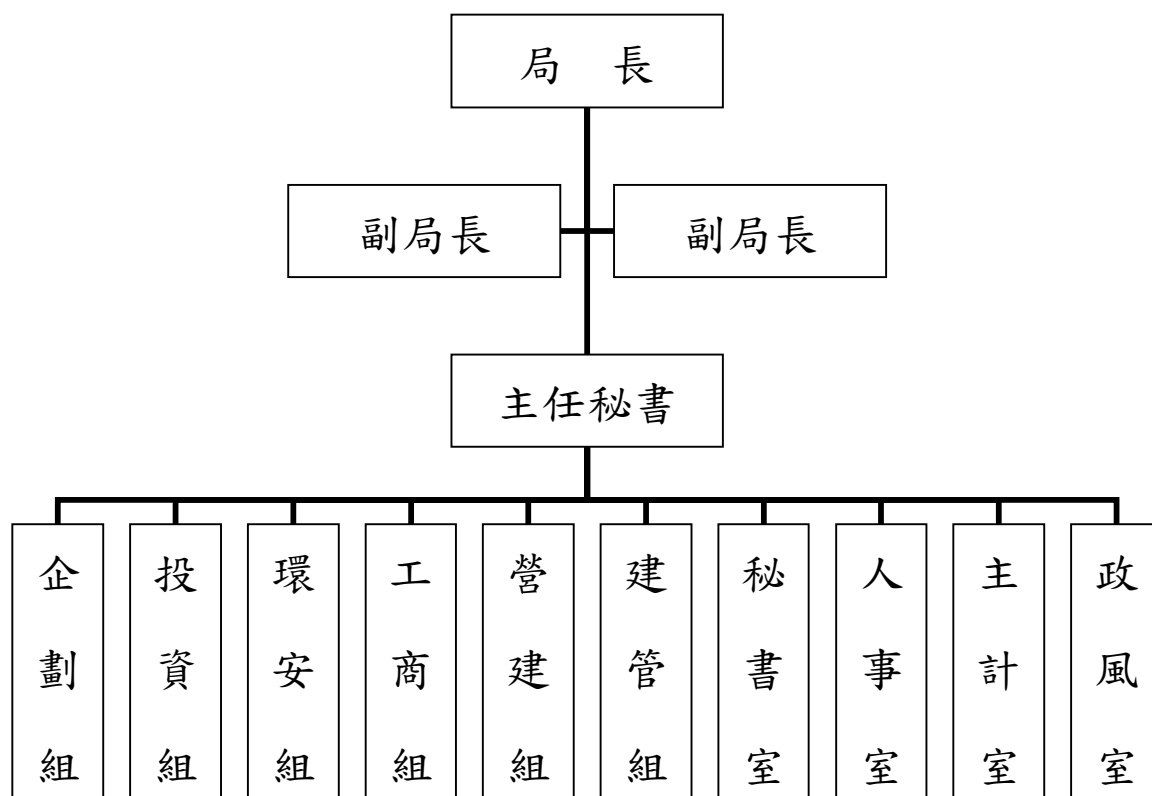 局　長
副局長
副局長
主任秘書
企劃組
投資組
環安組
工商組
營建組
建管組
秘書室
人事室
主計室
政風室